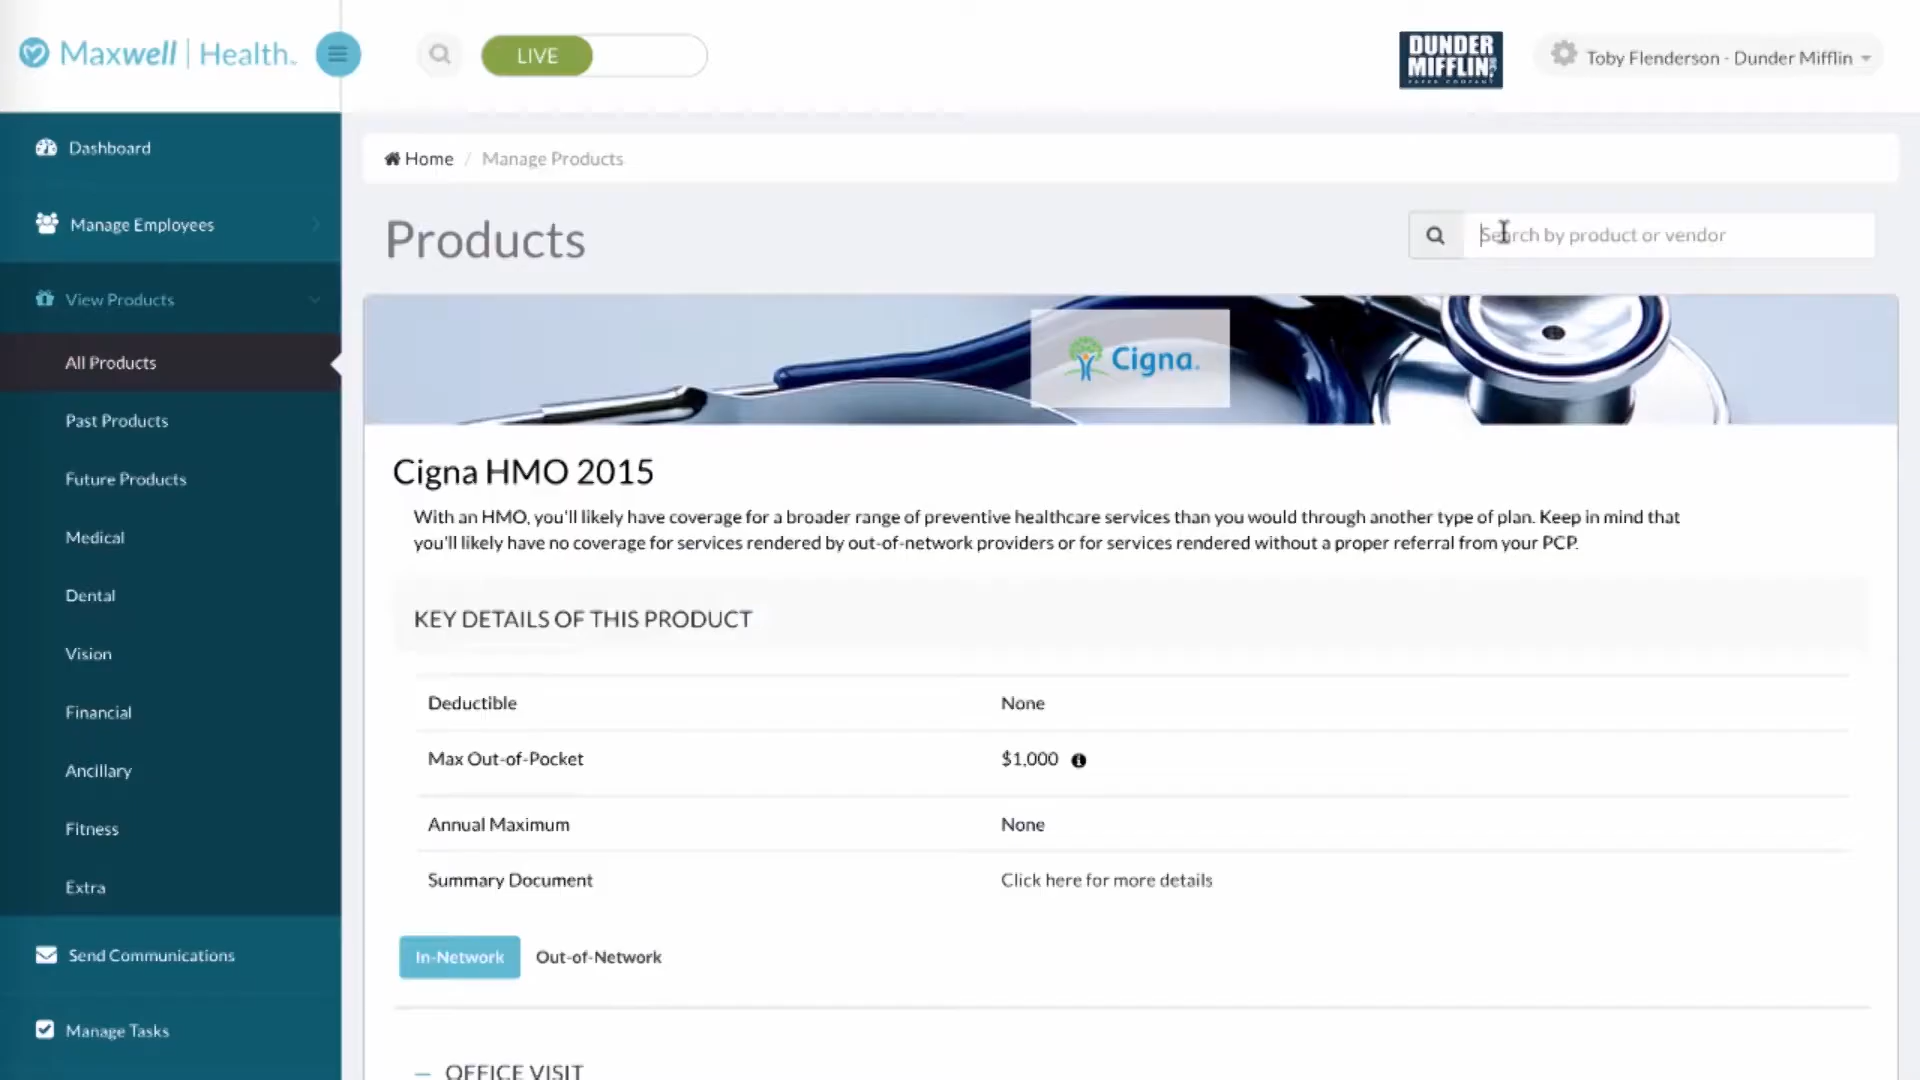 Maxwell | Health.
LIVE
DUNDER
MIFFLIN
Toby Flenderson - Dunder Mifflin
Dashboard
Manage Employees
View Products
All Products
Past Products
Future Products
Medical
Dental
Vision
Financial
Ancillary
Fitness
Extra
Send Communications
Manage Tasks
Home / Manage Products
Products
Search by product or vendor
Cigna.
Cigna HMO 2015
With an HMO, you'll likely have coverage for a broader range of preventive healthcare services than you would through another type of plan. Keep in mind that
you'll likely have no coverage for services rendered by out-of-network providers or for services rendered without a proper referral from your PCP.
KEY DETAILS OF THIS PRODUCT
Deductible None
Max Out-of-Pocket $1,000
Annual Maximum None
Summary Document Click here for more details
In-Network Out-of-Network
OFFICE VISIT